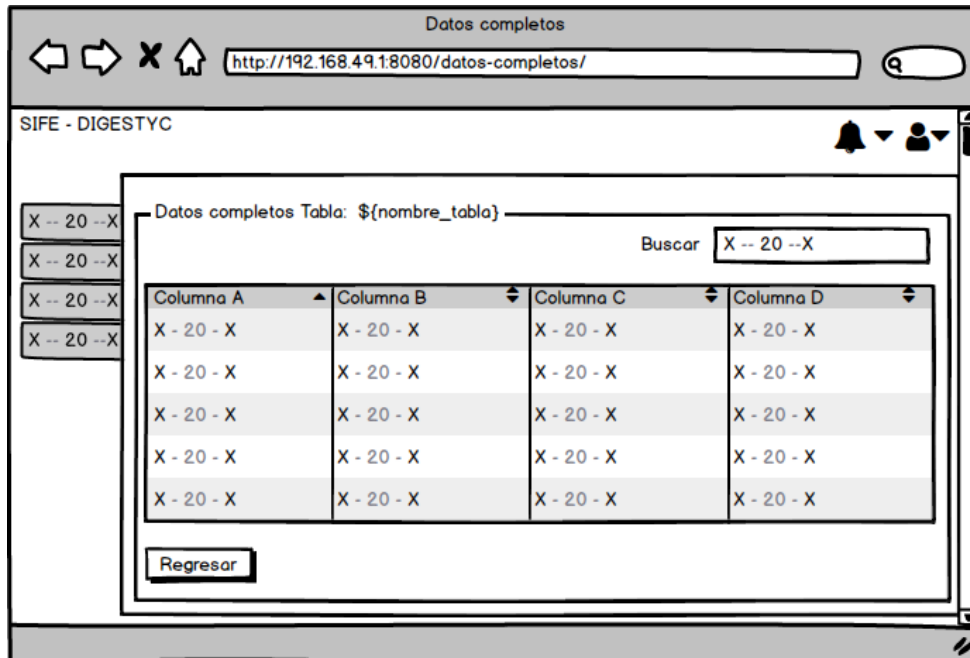 Datos completos
http://192.168.49.1:8080/datos-completos/
SIFE - DIGESTYC
X -- 20 --X
X -- 20 --X
X -- 20 --X
X -- 20 --X
Datos completos Tabla: ${nombre_tabla}
Buscar X -- 20 --X
Columna A Columna B Columna C Columna D
X - 20 - X X - 20 - X X - 20 - X X - 20 - X
X - 20 - X X - 20 - X X - 20 - X X - 20 - X
X - 20 - X X - 20 - X X - 20 - X X - 20 - X
X - 20 - X X - 20 - X X - 20 - X X - 20 - X
X - 20 - X X - 20 - X X - 20 - X X - 20 - X
Regresar